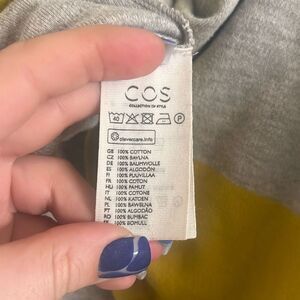 COS
COLLECTION OF STYLE
40
P
clevercare.info
GB 100% COTTON
CZ 100% BAVLNA
DE 100% BAUMWOLLE
ES 100% ALGODÓN
FI 100% PUUVILLAA
FR 100% COTON
HU 100% PAMUT
IT 100% COTONE
NL 100% KATOEN
PL 100% BAWEŁNA
PT 100% ALGODÃO
RO 100% BUMBAC
100% BOMULL